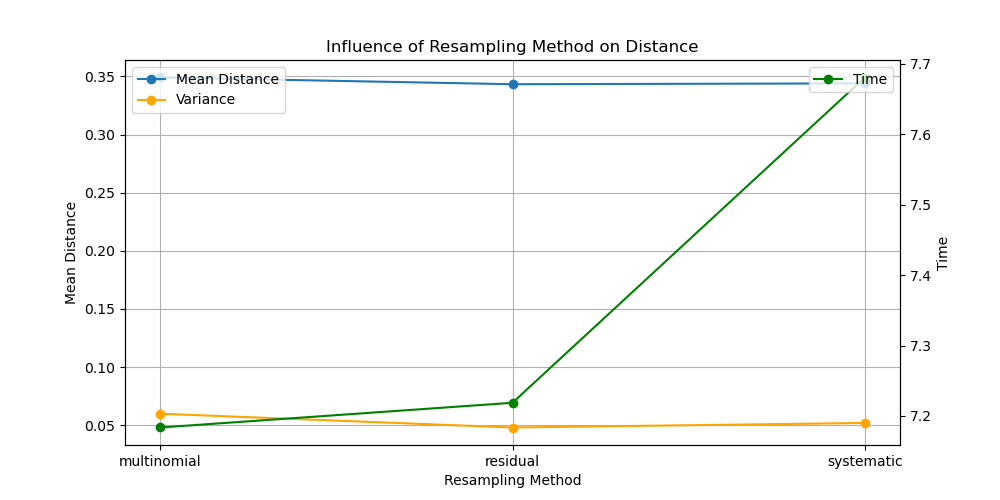 Influence of Resampling Method on Distance
Mean Distance
Variance
Time
0.35
0.30
0.25
0.20
0.15
0.10
0.05
Mean Distance
7.7
7.6
7.5
7.4
7.3
7.2
Time
multinomial
residual
systematic
Resampling Method